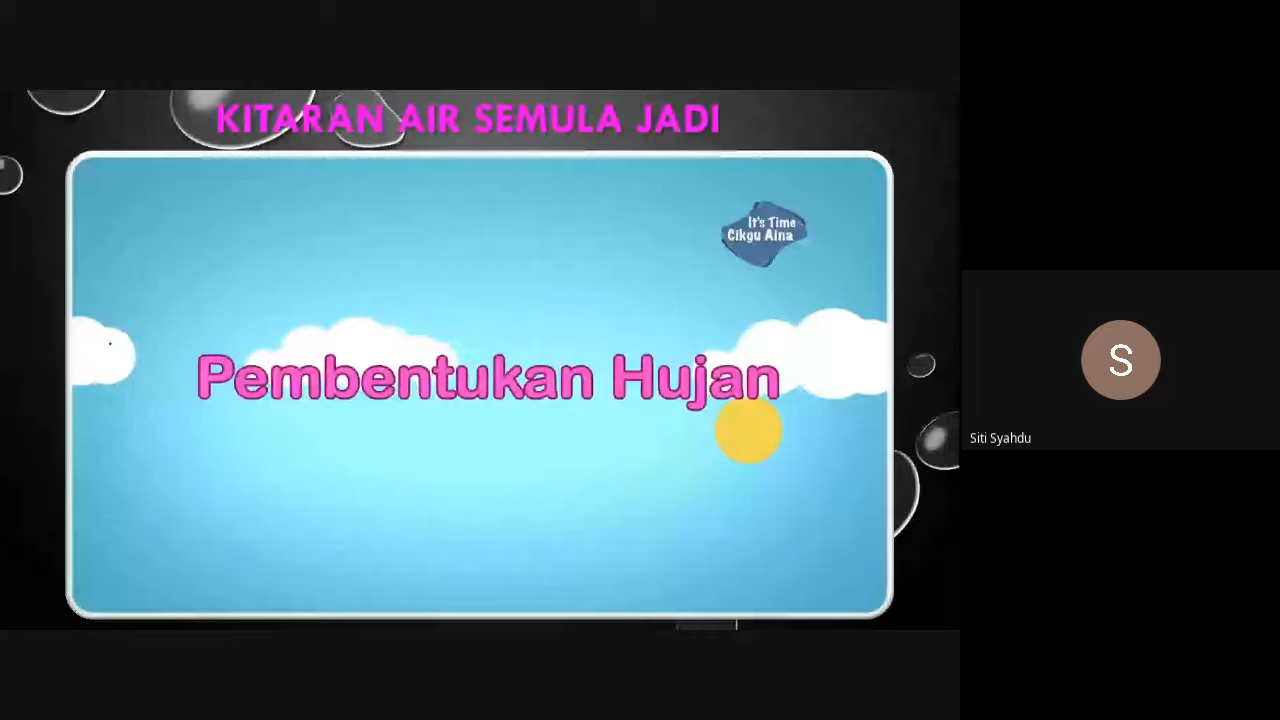 KITARAN AIR SEMULA JADI
It's Time
Cikgu Aina
Pembentukan Hujan
S
Siti Syahdu